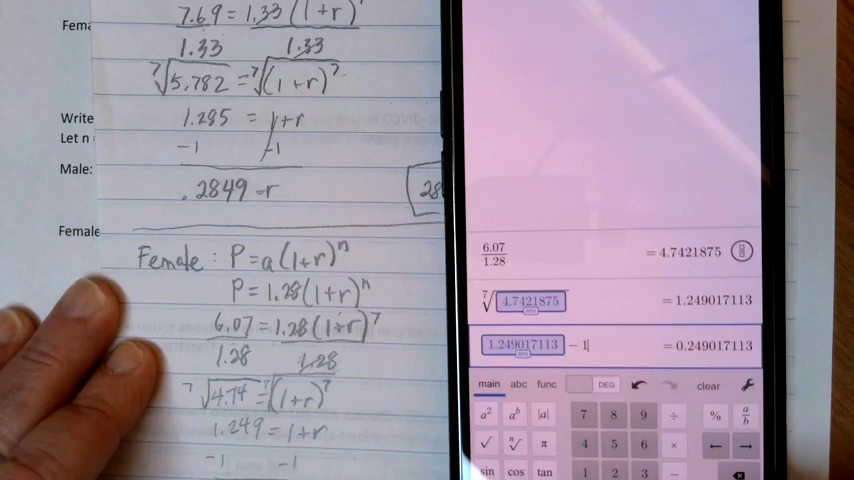 Fema
7.69 = 1.33(1+r)
1.33 1.33
7√5.782 = 7√(1+r)7
Write
Let n =
1.285 = 1+r
-1 -1
Male:
.2849 = r
28
Female
Female: P=a(1+r)n
P=1.28(1+r)n
6.07 = 1.28(1+r)7
1.28 1.28
7√4.74 = 7√(1+r)7
1.249 = 1+r
-1 -1
6.07
1.28
= 4.7421875
7√4.7421875
ans
= 1.249017113
1.249017113 - 1
ans
= 0.249017113
main abc func DEG clear
a2 ab |a| 7 8 9 ÷ % a/b
√ n√ π 4 5 6 × ← →
sin cos tan 1 2 3 −